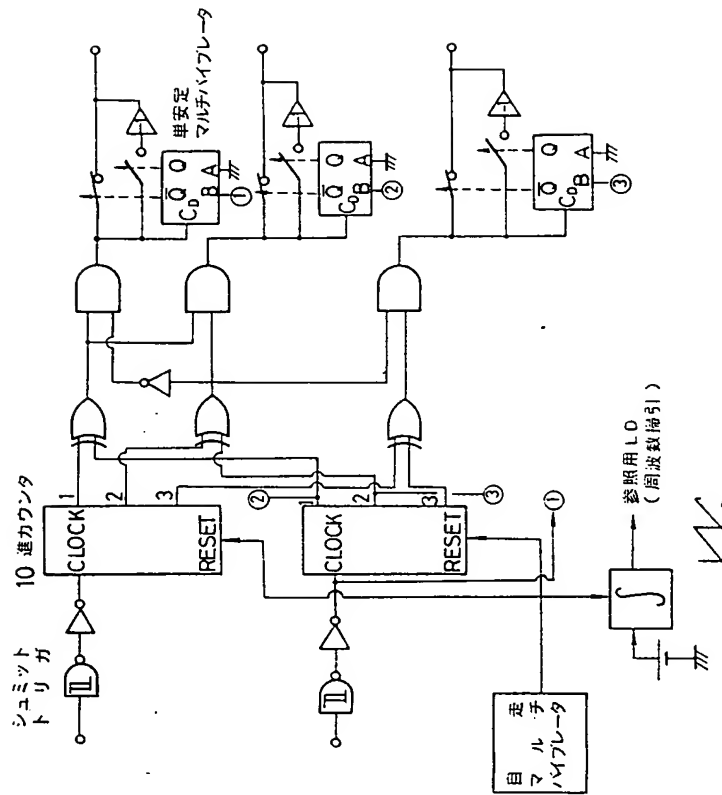 シュミット
トリガ
10 進カウンタ
CLOCK
1
2
3
RESET
CLOCK
1
2
3
RESET
②
③
①
自走
マルチ
バイブレータ
∫
参照用LD
(周波数掃引)
単安定
マルチバイブレータ
Q̄ Q
C_D B A
①
Q̄ Q
C_D B A
②
Q̄ Q
C_D B A
③